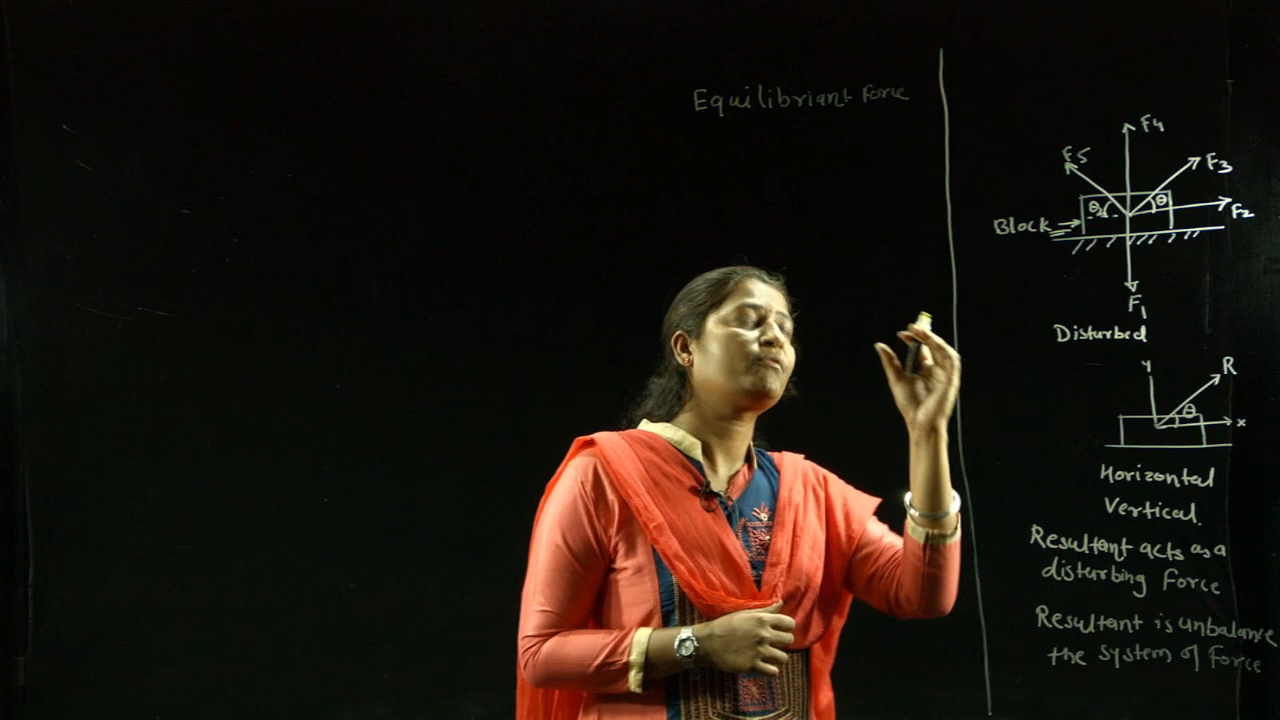 Equilibriant Force
F4
F5
F3
θ2
θ
F2
Block
F1
Disturbed
y
R
θ
x
Horizontal
Vertical.
Resultant acts as a
disturbing Force
Resultant is unbalance
the system of Force